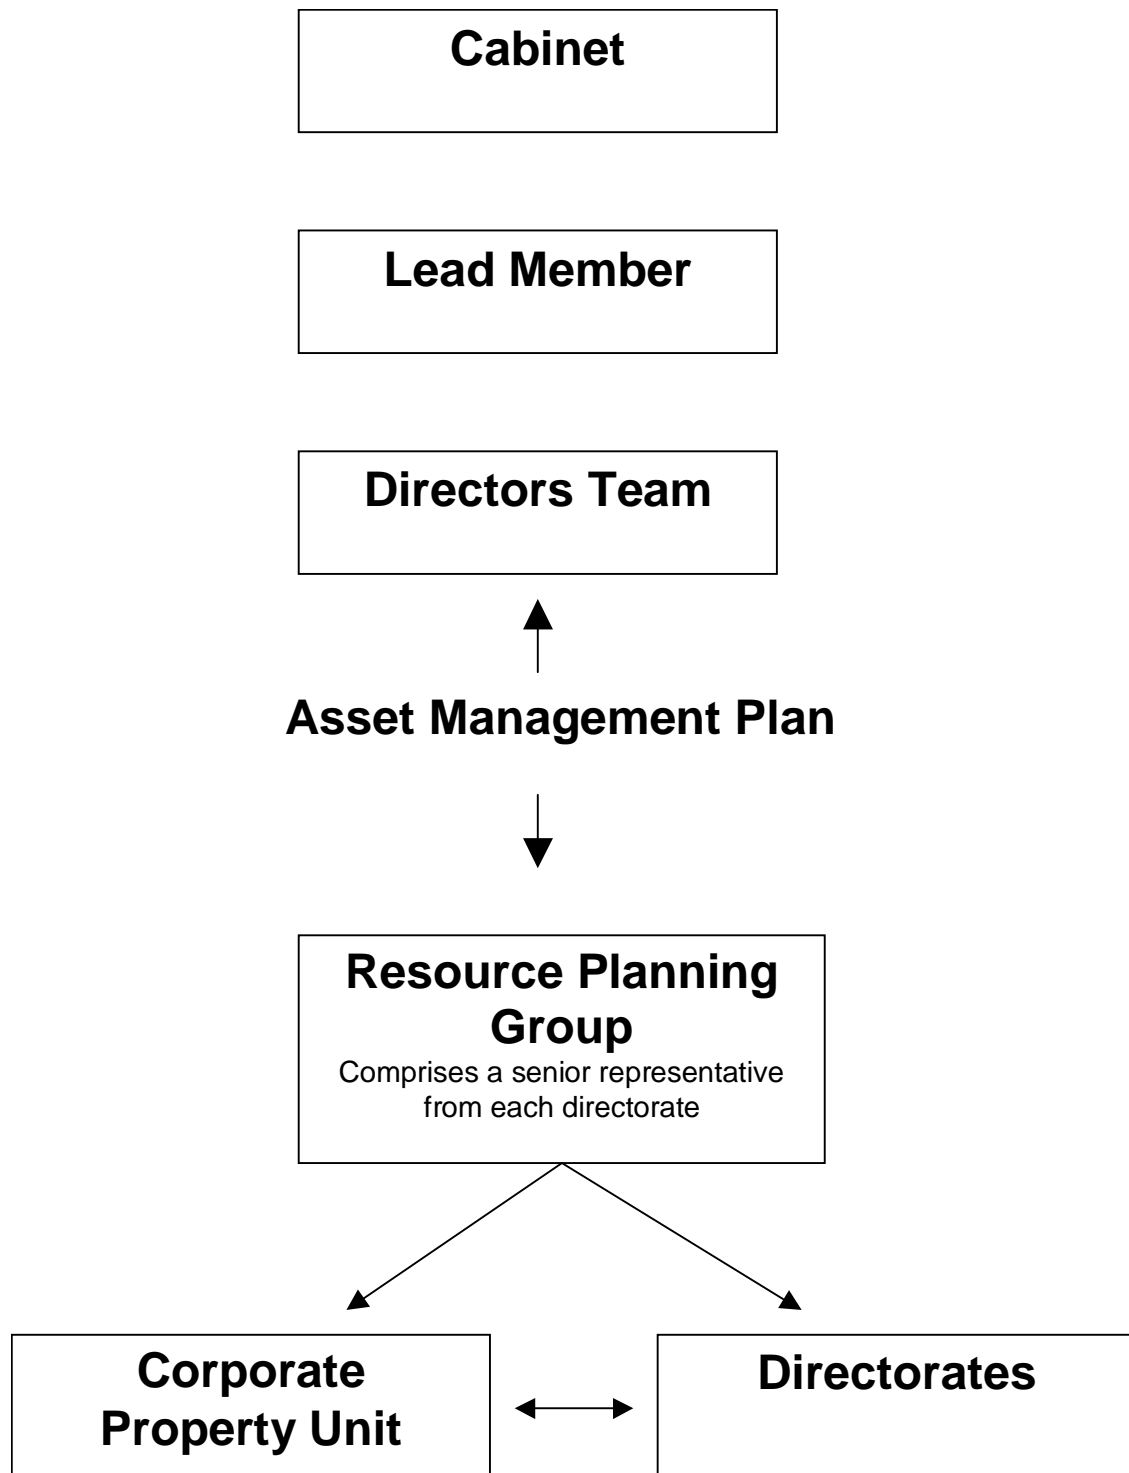 Cabinet
Lead Member
Directors Team
Asset Management Plan
Resource Planning
Group
Comprises a senior representative
from each directorate
Corporate
Property Unit
Directorates